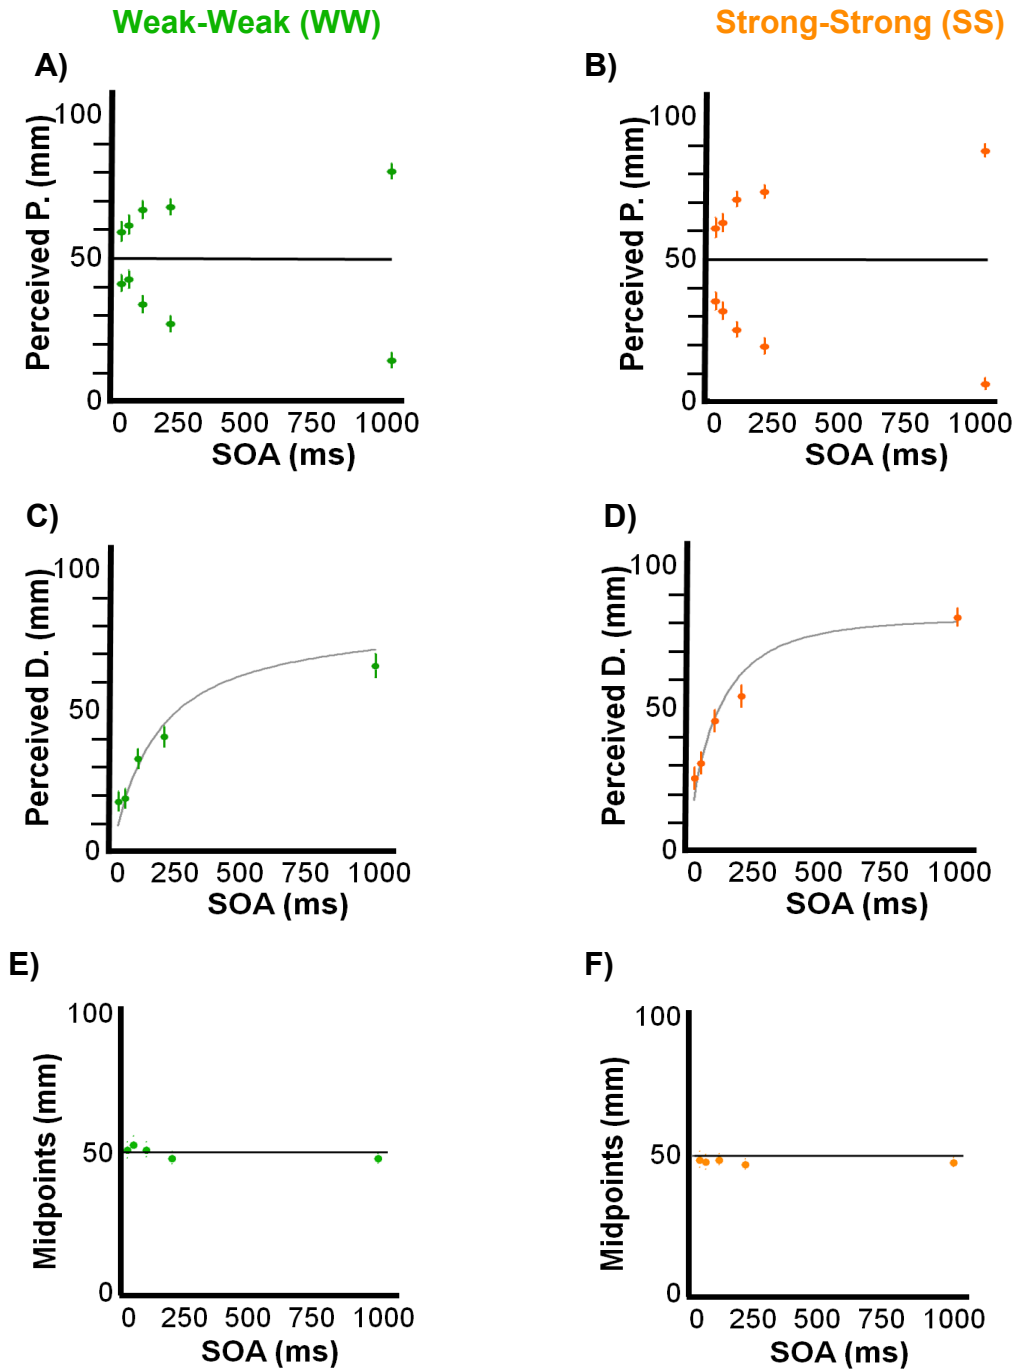 Weak-Weak (WW)
Strong-Strong (SS)
A)
Perceived P. (mm)
100
50
0
0 250 500 750 1000
SOA (ms)
B)
Perceived P. (mm)
100
50
0
0 250 500 750 1000
SOA (ms)
C)
Perceived D. (mm)
100
50
0
0 250 500 750 1000
SOA (ms)
D)
Perceived D. (mm)
100
50
0
0 250 500 750 1000
SOA (ms)
E)
Midpoints (mm)
100
50
0
0 250 500 750 1000
SOA (ms)
F)
Midpoints (mm)
100
50
0
0 250 500 750 1000
SOA (ms)